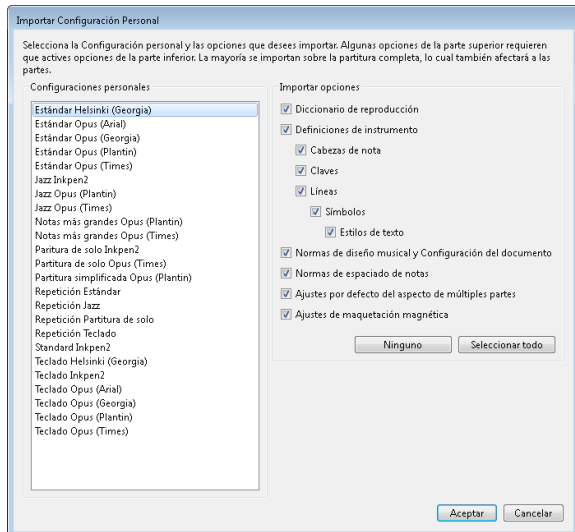 Importar Configuración Personal
Selecciona la Configuración personal y las opciones que desees importar. Algunas opciones de la parte superior requieren
que actives opciones de la parte inferior. La mayoría se importan sobre la partitura completa, lo cual también afectará a las
partes.
Configuraciones personales
Estándar Helsinki (Georgia)
Estándar Opus (Arial)
Estándar Opus (Georgia)
Estándar Opus (Plantin)
Estándar Opus (Times)
Jazz Inkpen2
Jazz Opus (Plantin)
Jazz Opus (Times)
Notas más grandes Opus (Plantin)
Notas más grandes Opus (Times)
Paritura de solo Inkpen2
Partitura de solo Opus (Times)
Partitura simplificada Opus (Plantin)
Repetición Estándar
Repetición Jazz
Repetición Partitura de solo
Repetición Teclado
Standard Inkpen2
Teclado Helsinki (Georgia)
Teclado Inkpen2
Teclado Opus (Arial)
Teclado Opus (Georgia)
Teclado Opus (Plantin)
Teclado Opus (Times)
Importar opciones
Diccionario de reproducción
Definiciones de instrumento
Cabezas de nota
Claves
Líneas
Símbolos
Estilos de texto
Normas de diseño musical y Configuración del documento
Normas de espaciado de notas
Ajustes por defecto del aspecto de múltiples partes
Ajustes de maquetación magnética
Ninguno
Seleccionar todo
Aceptar
Cancelar